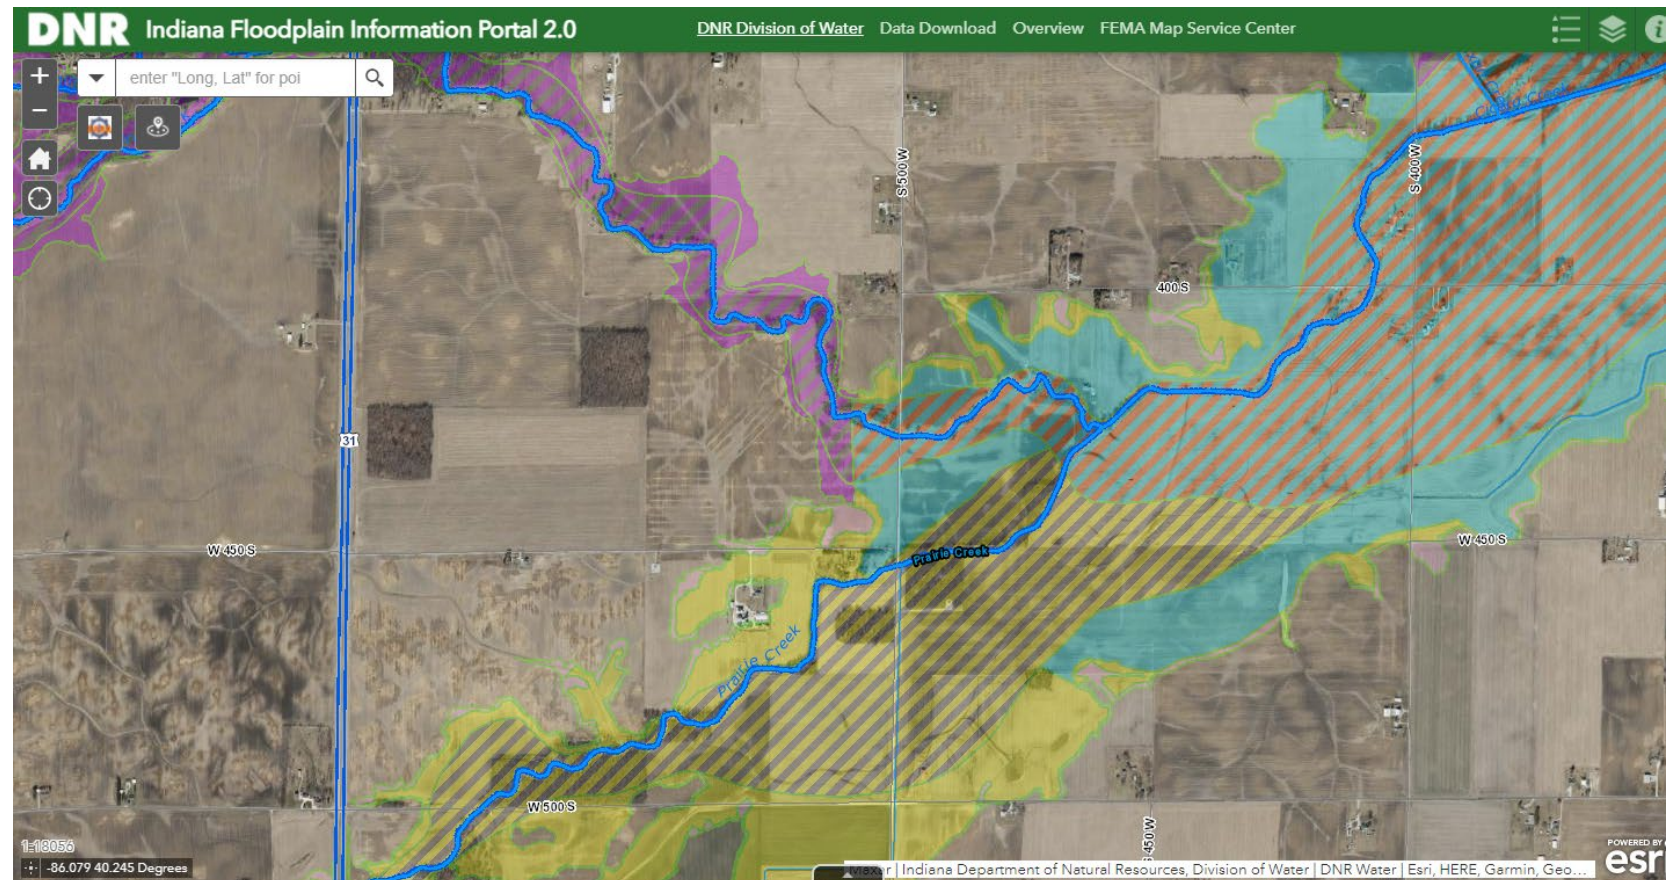 DNR Indiana Floodplain Information Portal 2.0 DNR Division of Water Data Download Overview FEMA Map Service Center
+
enter "Long, Lat" for poi
−
Cicero Creek
S 500 W
S 400 W
400 S
31
W 450 S
W 450 S
Prairie Creek
Prairie Creek
W 500 S
S 450 W
1:18056
-86.079 40.245 Degrees
Maxar | Indiana Department of Natural Resources, Division of Water | DNR Water | Esri, HERE, Garmin, Geo...
POWERED BY
esri